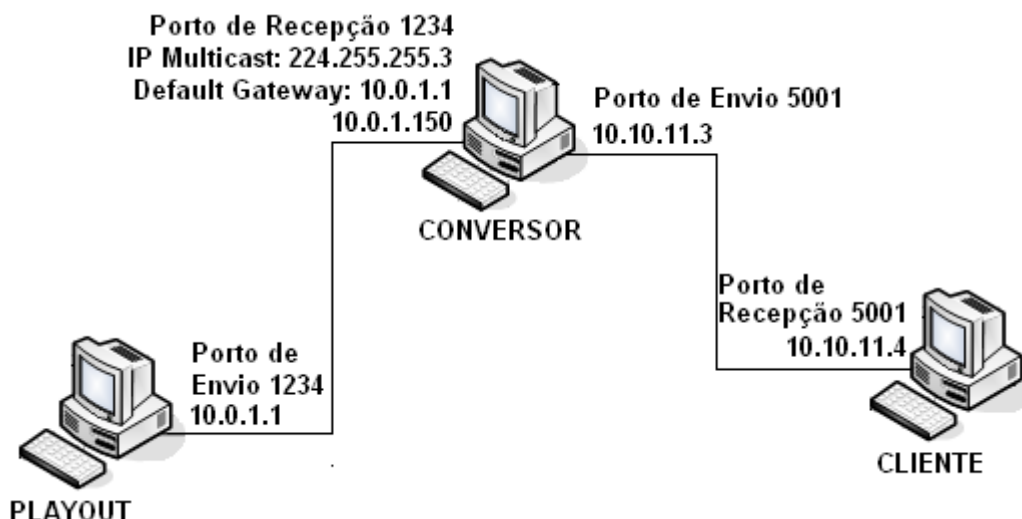 Porto de Recepção 1234
IP Multicast: 224.255.255.3
Default Gateway: 10.0.1.1
10.0.1.150
Porto de Envio 5001
10.10.11.3
CONVERSOR
Porto de
Recepção 5001
10.10.11.4
CLIENTE
Porto de
Envio 1234
10.0.1.1
PLAYOUT